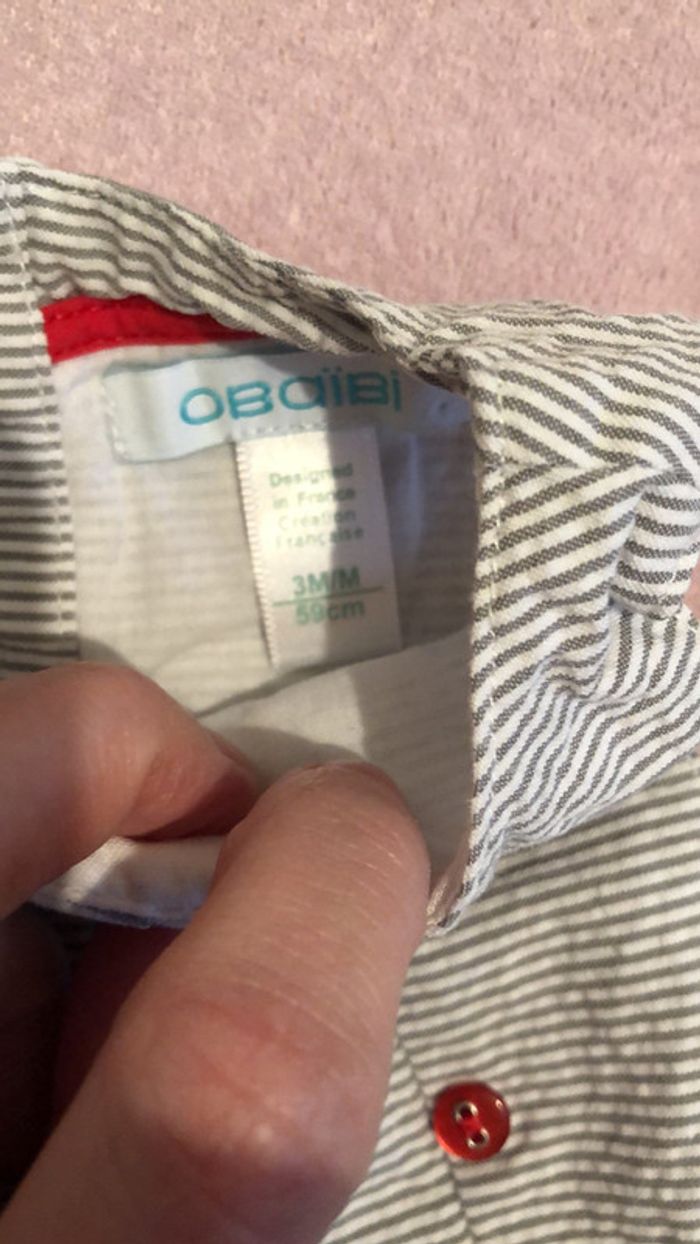 OBaïBi
Designed
in France
Création
Française
3M/M
59cm